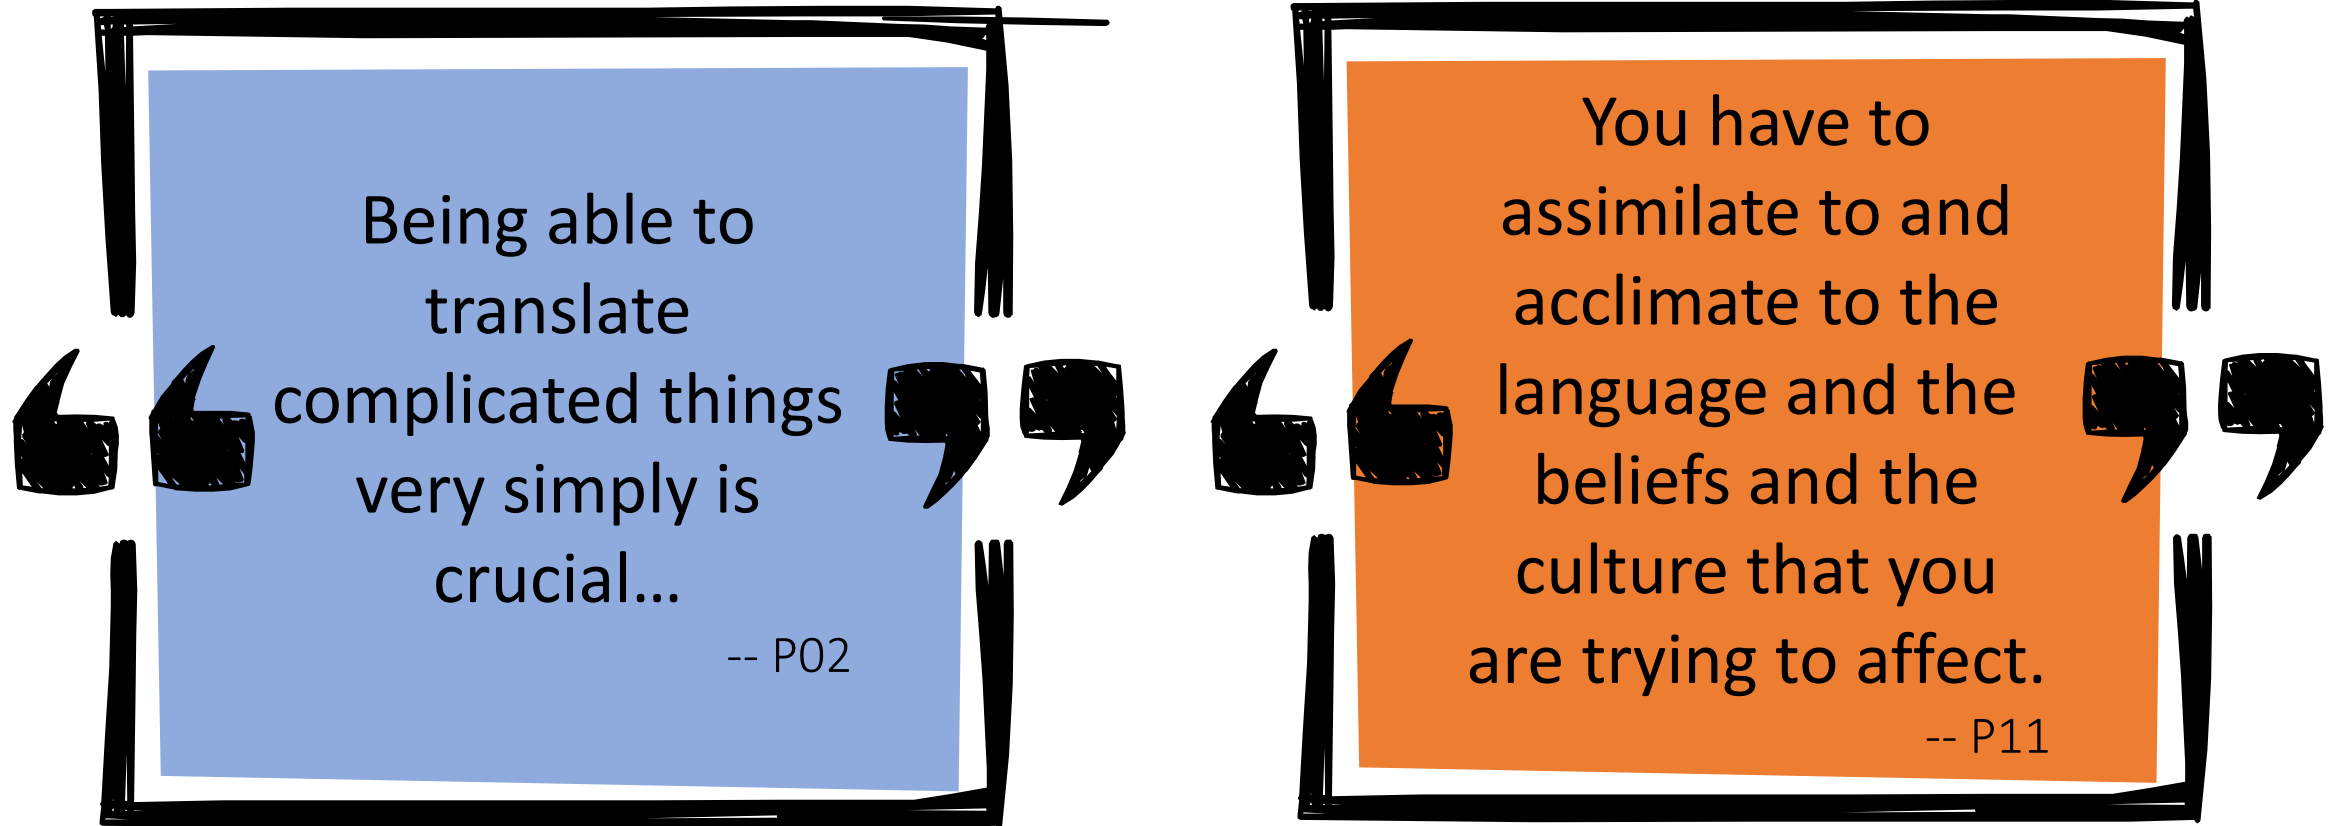 Being able to
translate
complicated things
very simply is
crucial...
-- P02
You have to
assimilate to and
acclimate to the
language and the
beliefs and the
culture that you
are trying to affect.
-- P11